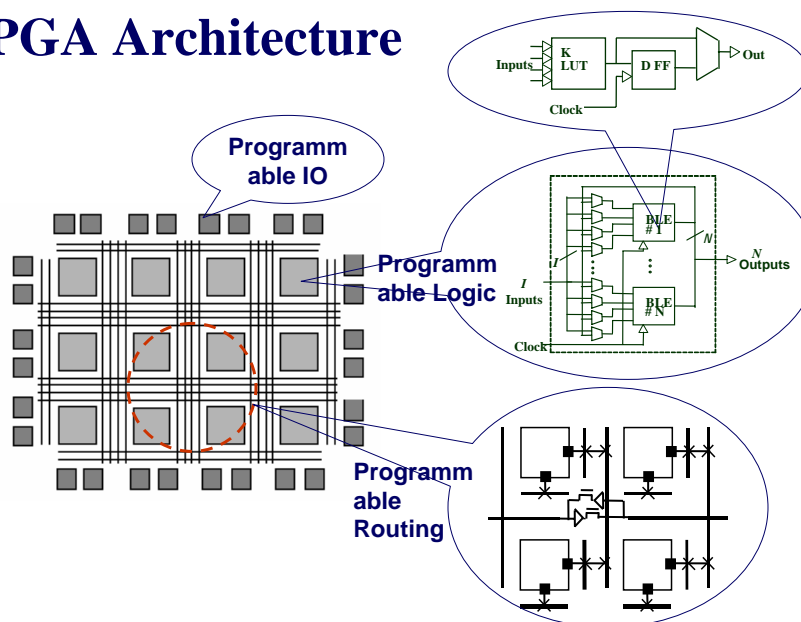 PGA Architecture
K
LUT
Inputs
D FF
Out
Clock
Programm
able IO
BLE
# 1
N
Programm
able Logic
I
N
Outputs
I
Inputs
BLE
# N
Clock
Programm
able
Routing